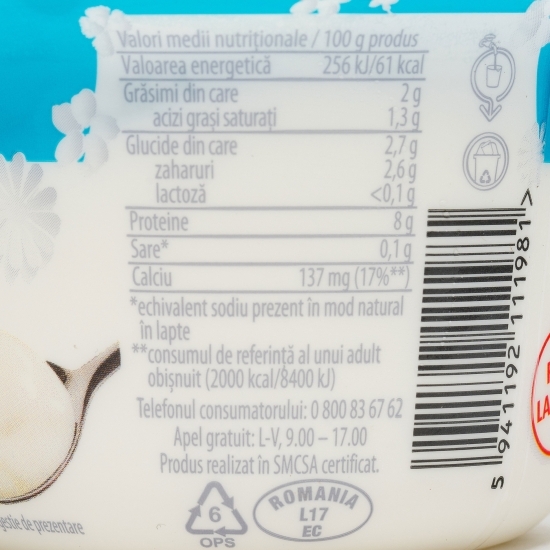 Valori medii nutriționale / 100 g produs
Valoarea energetică 256 kJ/61 kcal
Grăsimi din care 2 g
acizi grași saturați 1,3 g
Glucide din care 2,7 g
zaharuri 2,6 g
lactoză <0,1 g
Proteine 8 g
Sare* 0,1 g
Calciu 137 mg (17%**)
*echivalent sodiu prezent în mod natural
în lapte
**consumul de referință al unui adult
obișnuit (2000 kcal/8400 kJ)
Telefonul consumatorului: 0 800 83 67 62
Apel gratuit: L-V, 9.00 – 17.00
Produs realizat în SMCSA certificat.
6
OPS
ROMANIA
L17
EC
5 941192 111981 >
de prezentare